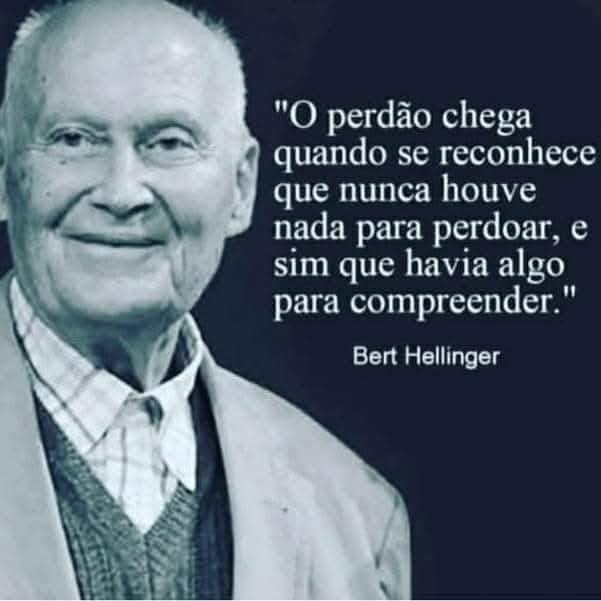 "O perdão chega
quando se reconhece
que nunca houve
nada para perdoar, e
sim que havia algo
para compreender."
Bert Hellinger